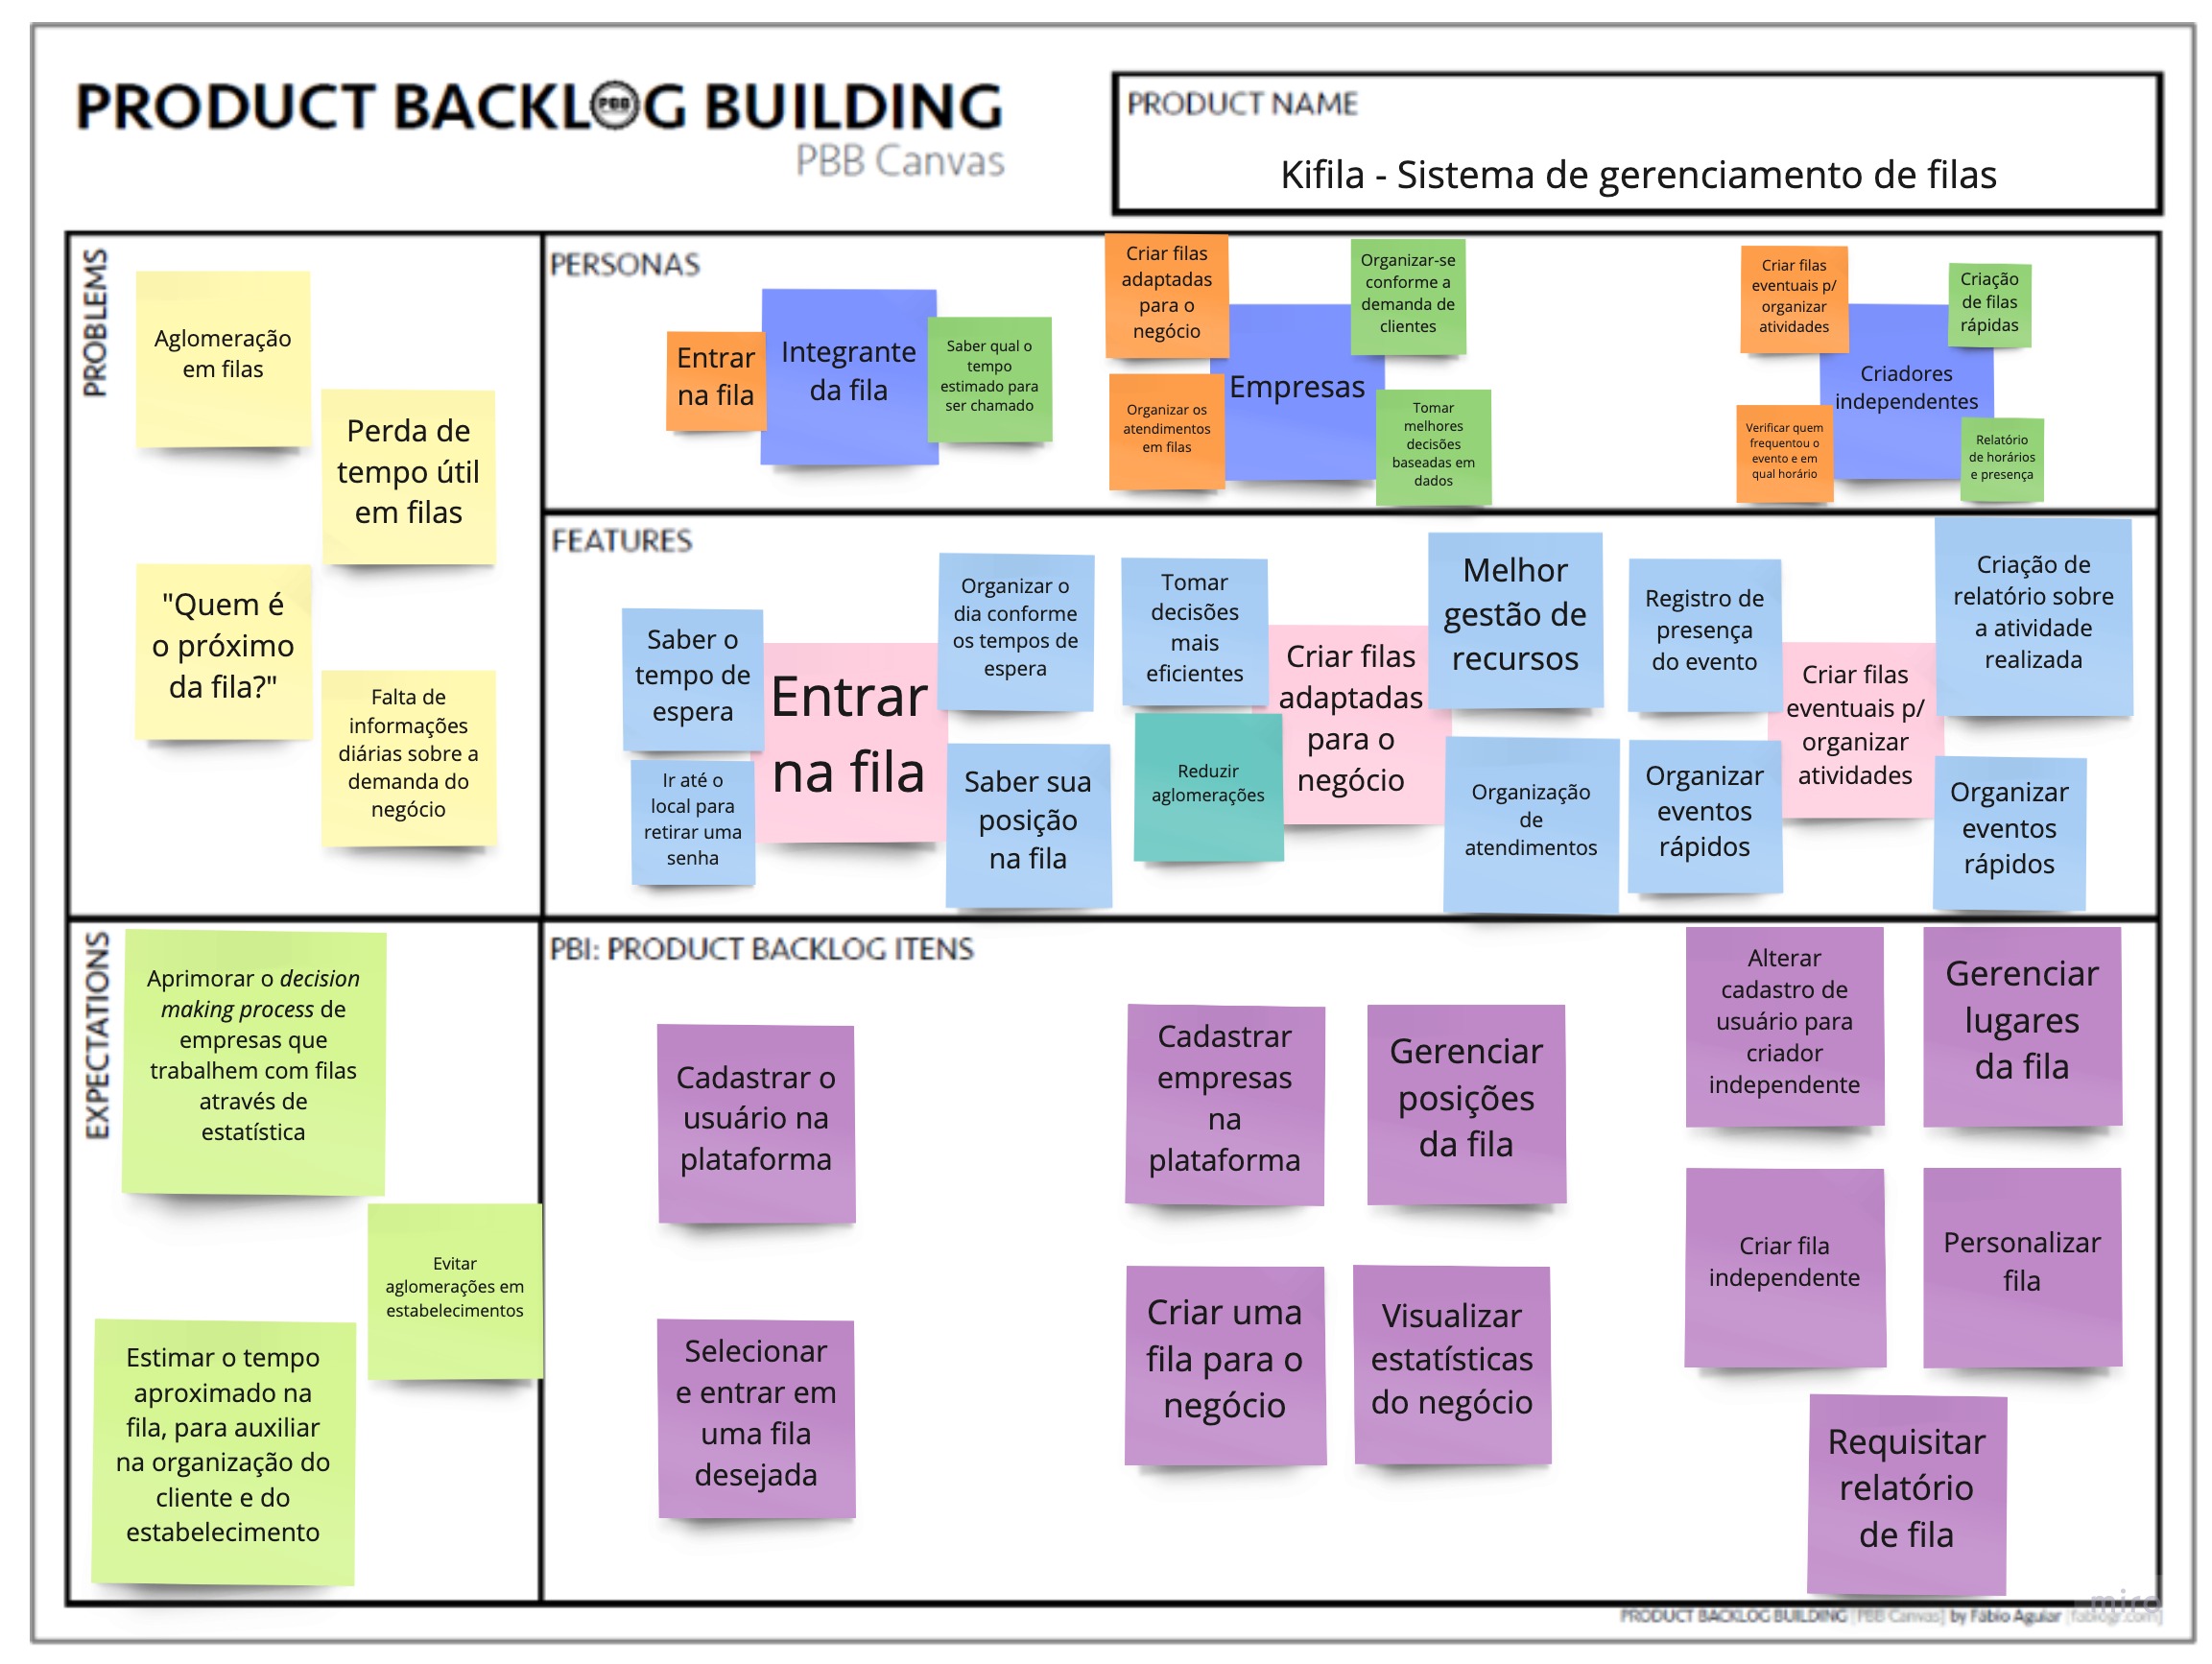 PRODUCT BACKLOG BUILDING
PBB Canvas
PRODUCT NAME
Kifila - Sistema de gerenciamento de filas
PROBLEMS
Aglomeração
em filas
Perda de
tempo útil
em filas
"Quem é
o próximo
da fila?"
Falta de
informações
diárias sobre a
demanda do
negócio
PERSONAS
Entrar
na fila
Integrante
da fila
Saber qual o
tempo
estimado para
ser chamado
Criar filas
adaptadas
para o
negócio
Organizar os
atendimentos
em filas
Empresas
Organizar-se
conforme a
demanda de
clientes
Tomar
melhores
decisões
baseadas em
dados
Criar filas
eventuais p/
organizar
atividades
Verificar quem
frequentou o
evento e em
qual horário
Criadores
independentes
Criação
de filas
rápidas
Relatório
de horários
e presença
FEATURES
Saber o
tempo de
espera
Ir até o
local para
retirar uma
senha
Entrar
na fila
Organizar o
dia conforme
os tempos de
espera
Saber sua
posição
na fila
Tomar
decisões
mais
eficientes
Reduzir
aglomerações
Criar filas
adaptadas
para o
negócio
Melhor
gestão de
recursos
Organização
de
atendimentos
Registro de
presença
do evento
Organizar
eventos
rápidos
Criar filas
eventuais p/
organizar
atividades
Criação de
relatório sobre
a atividade
realizada
Organizar
eventos
rápidos
EXPECTATIONS
Aprimorar o decision
making process de
empresas que
trabalhem com filas
através de
estatística
Evitar
aglomerações em
estabelecimentos
Estimar o tempo
aproximado na
fila, para auxiliar
na organização do
cliente e do
estabelecimento
PBI: PRODUCT BACKLOG ITENS
Cadastrar o
usuário na
plataforma
Selecionar
e entrar em
uma fila
desejada
Cadastrar
empresas
na
plataforma
Gerenciar
posições
da fila
Criar uma
fila para o
negócio
Visualizar
estatísticas
do negócio
Alterar
cadastro de
usuário para
criador
independente
Gerenciar
lugares
da fila
Criar fila
independente
Personalizar
fila
Requisitar
relatório
de fila
miro
PRODUCT BACKLOG BUILDING [PBB Canvas] by Fábio Aguiar